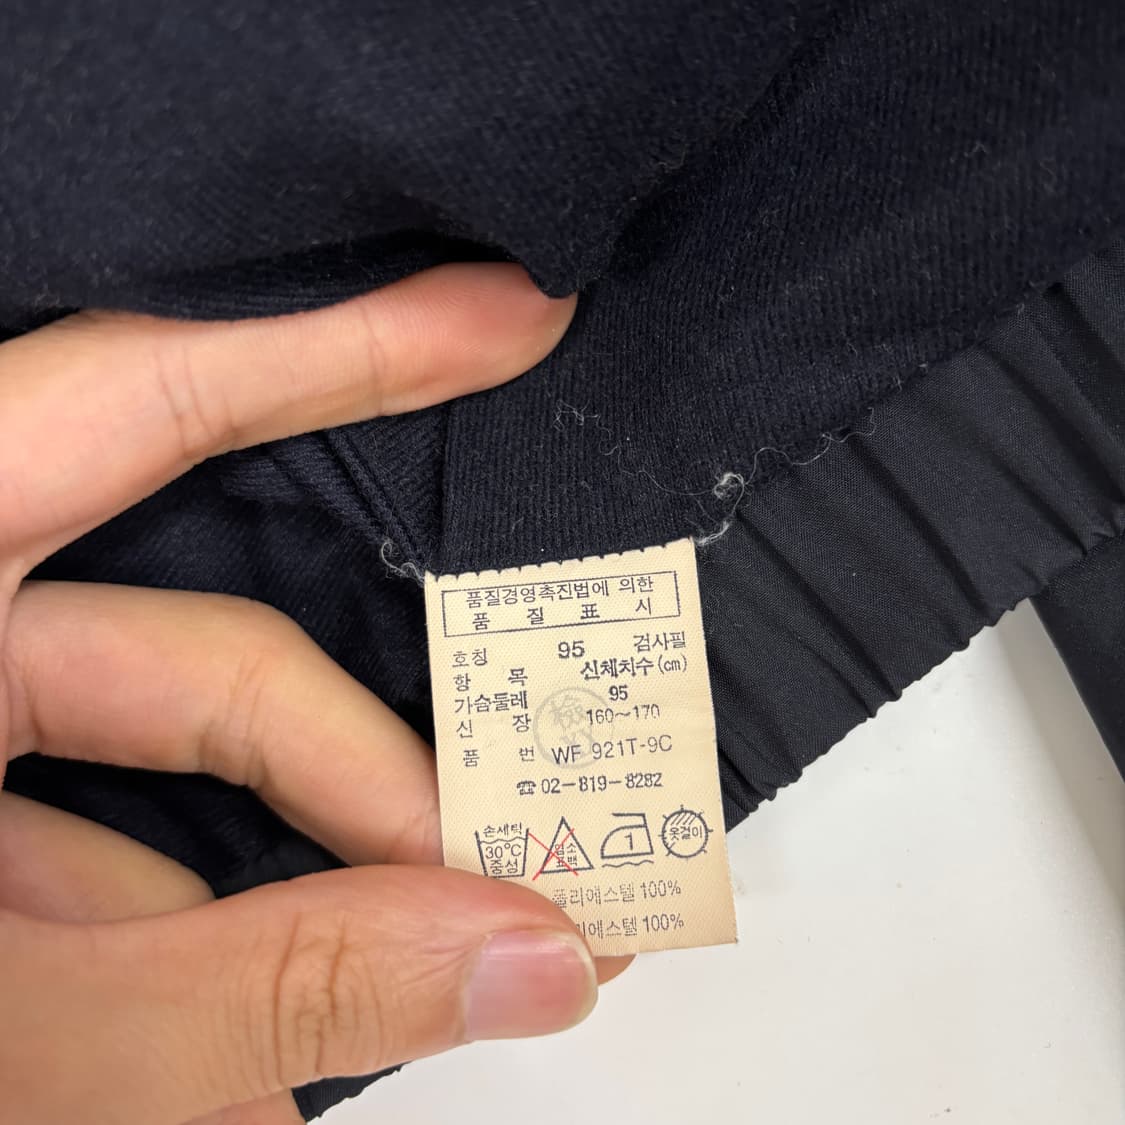 품질경영촉진법에 의한
품 질 표 시
호칭 95 검사필
항 목 신체치수(cm)
가슴둘레 95
신 장 160~170
품 번 WF 921T-9C
☎02-819-8282
손세탁 30℃ 중성
염소 표백
1
옷걸이
폴리에스텔 100%
리에스텔 100%
檢